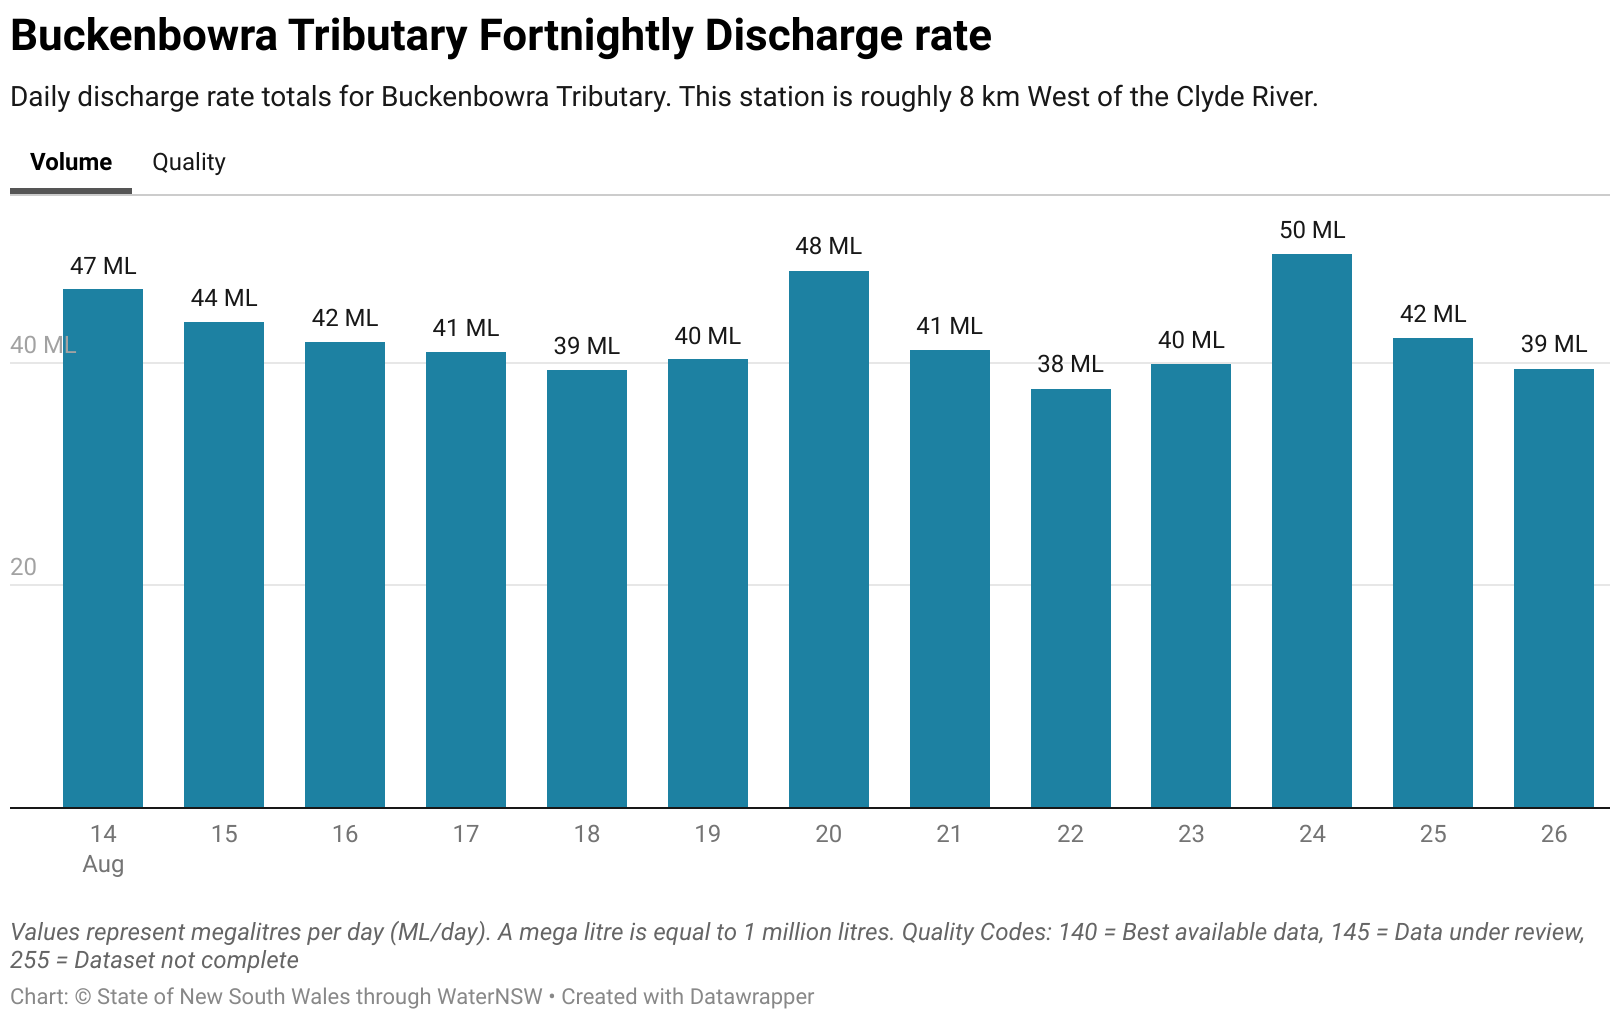 Buckenbowra Tributary Fortnightly Discharge rate
Daily discharge rate totals for Buckenbowra Tributary. This station is roughly 8 km West of the Clyde River.
Volume Quality
47 ML
44 ML
42 ML
41 ML
39 ML
40 ML
48 ML
41 ML
38 ML
40 ML
50 ML
42 ML
39 ML
40 ML
20
14 15 16 17 18 19 20 21 22 23 24 25 26
Aug
Values represent megalitres per day (ML/day). A mega litre is equal to 1 million litres. Quality Codes: 140 = Best available data, 145 = Data under review,
255 = Dataset not complete
Chart: © State of New South Wales through WaterNSW • Created with Datawrapper